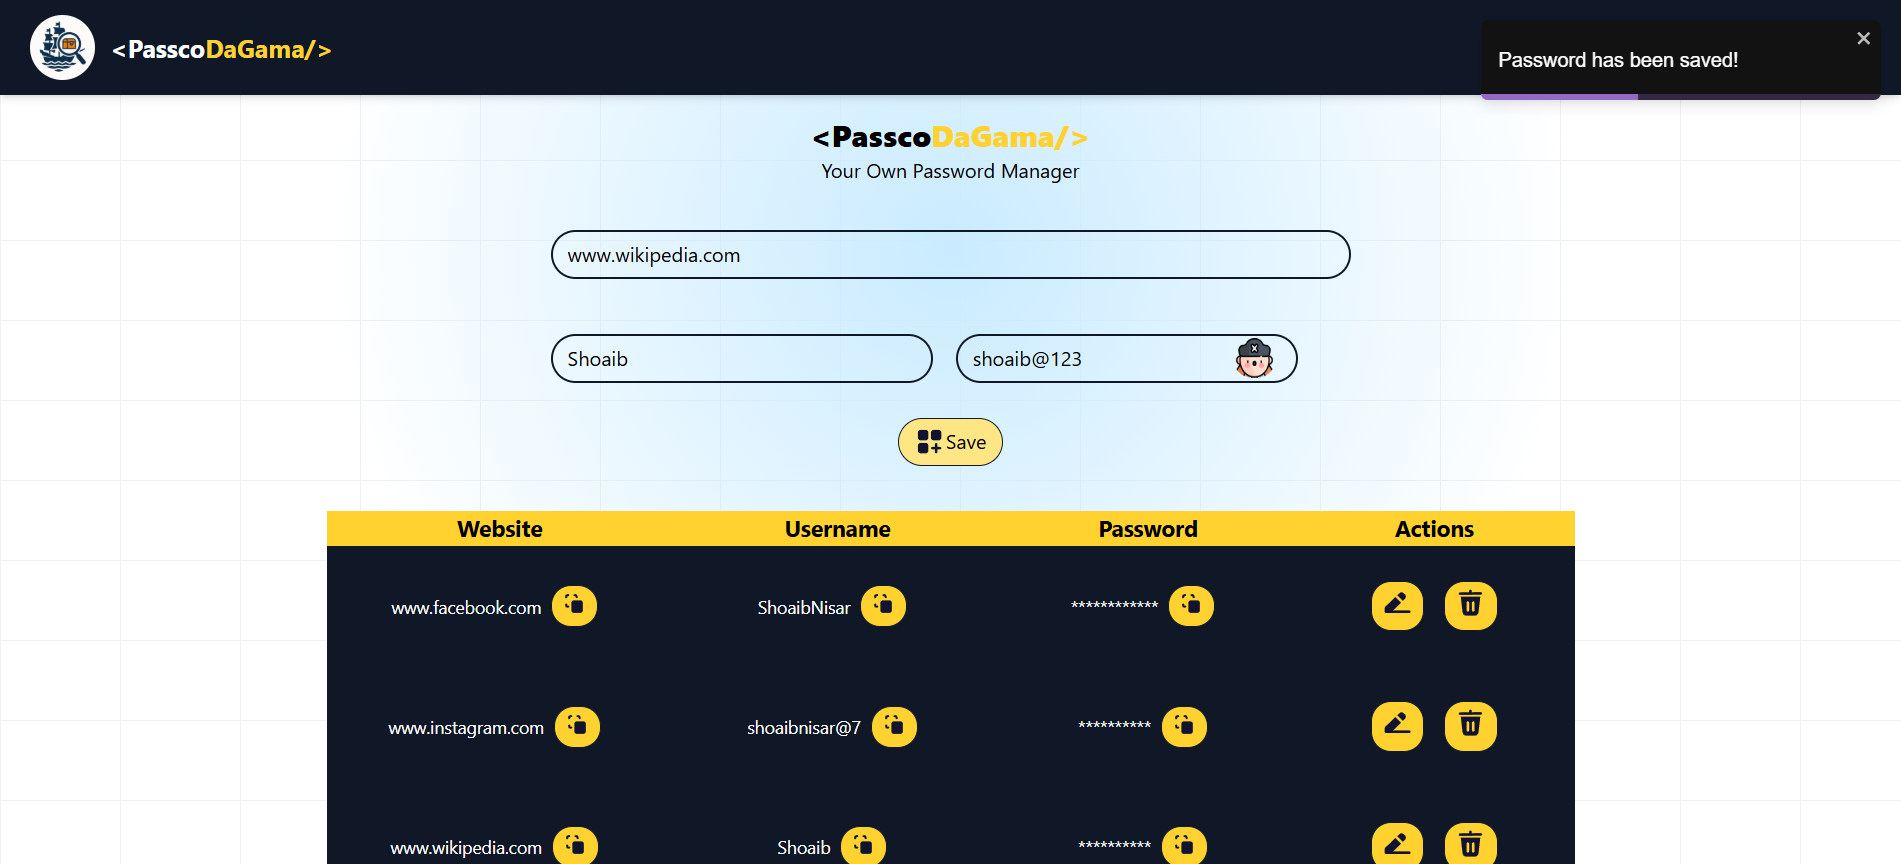 <PasscoDaGama/>
Password has been saved!
<PasscoDaGama/>
Your Own Password Manager
www.wikipedia.com
Shoaib shoaib@123
Save
Website Username Password Actions
www.facebook.com ShoaibNisar ************
www.instagram.com shoaibnisar@7 **********
www.wikipedia.com Shoaib **********